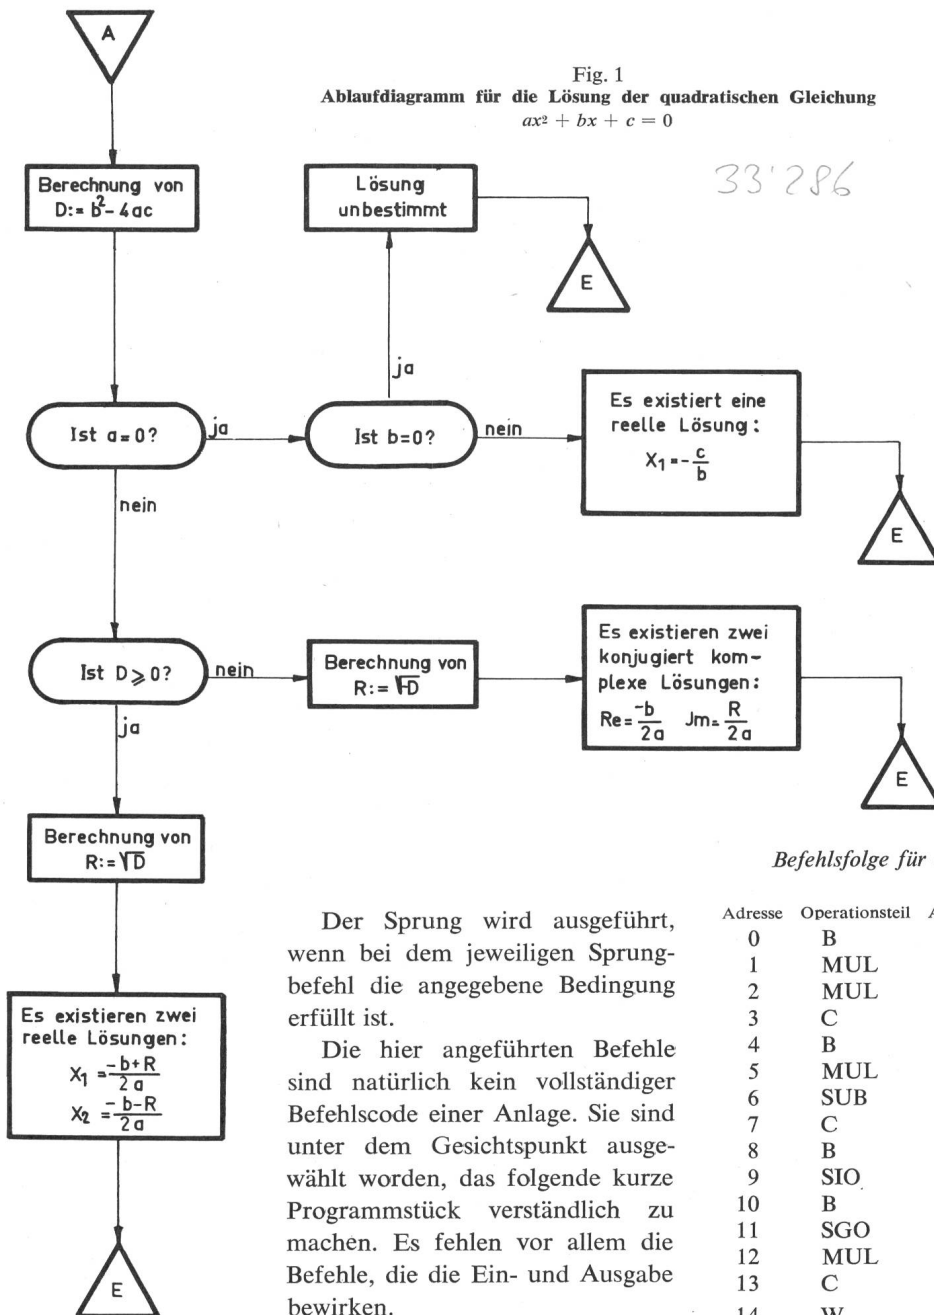 A
Fig. 1
Ablaufdiagramm für die Lösung der quadratischen Gleichung
ax² + bx + c = 0
33'286
Berechnung von
D:= b²- 4ac
Lösung
unbestimmt
E
ja
Ist a=0?
ja
Ist b=0?
nein
Es existiert eine
reelle Lösung:
X₁=-c/b
E
nein
Ist D⩾0?
nein
Berechnung von
R:=√-D
Es existieren zwei
konjugiert kom-
plexe Lösungen:
Re=-b/2a Jm=R/2a
E
ja
Berechnung von
R:=√D
Es existieren zwei
reelle Lösungen:
X₁=-b+R/2a
X₂=-b-R/2a
E
Der Sprung wird ausgeführt,
wenn bei dem jeweiligen Sprung-
befehl die angegebene Bedingung
erfüllt ist.
Die hier angeführten Befehle
sind natürlich kein vollständiger
Befehlscode einer Anlage. Sie sind
unter dem Gesichtspunkt ausge-
wählt worden, das folgende kurze
Programmstück verständlich zu
machen. Es fehlen vor allem die
Befehle, die die Ein- und Ausgabe
bewirken.
Befehlsfolge für
Adresse Operationsteil A
0 B
1 MUL
2 MUL
3 C
4 B
5 MUL
6 SUB
7 C
8 B
9 SIO
10 B
11 SGO
12 MUL
13 C
14 W